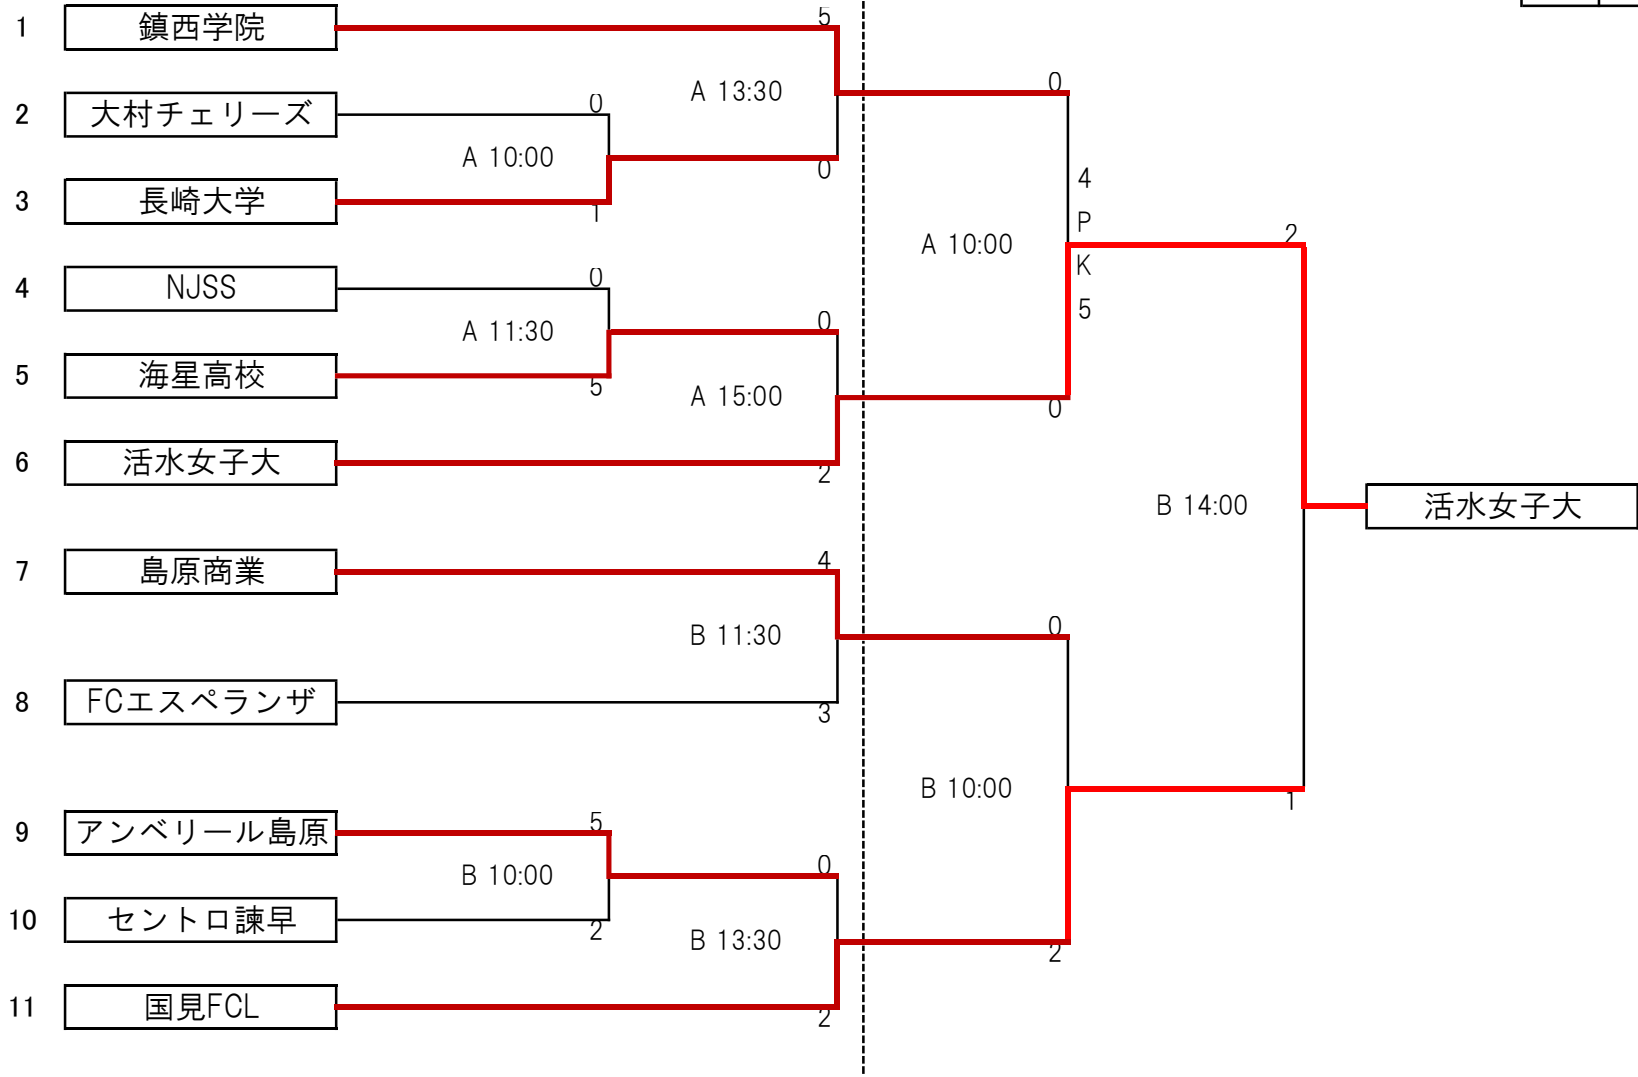 1 鎮西学院 5
A 13:30 0
2 大村チェリーズ 0
A 10:00
0
3 長崎大学 1
4
P
A 10:00 2
K
4 NJSS 0
5
A 11:30 0
5 海星高校 5
A 15:00
0
6 活水女子大 2
B 14:00 活水女子大
7 島原商業 4
B 11:30 0
8 FCエスペランザ 3
B 10:00 1
9 アンベリール島原 5
B 10:00 0
10 セントロ諫早 2
B 13:30 2
11 国見FCL 2